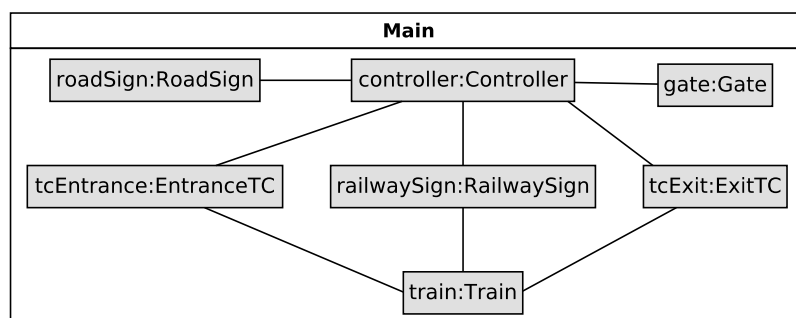 Main
roadSign:RoadSign
controller:Controller
gate:Gate
tcEntrance:EntranceTC
railwaySign:RailwaySign
tcExit:ExitTC
train:Train